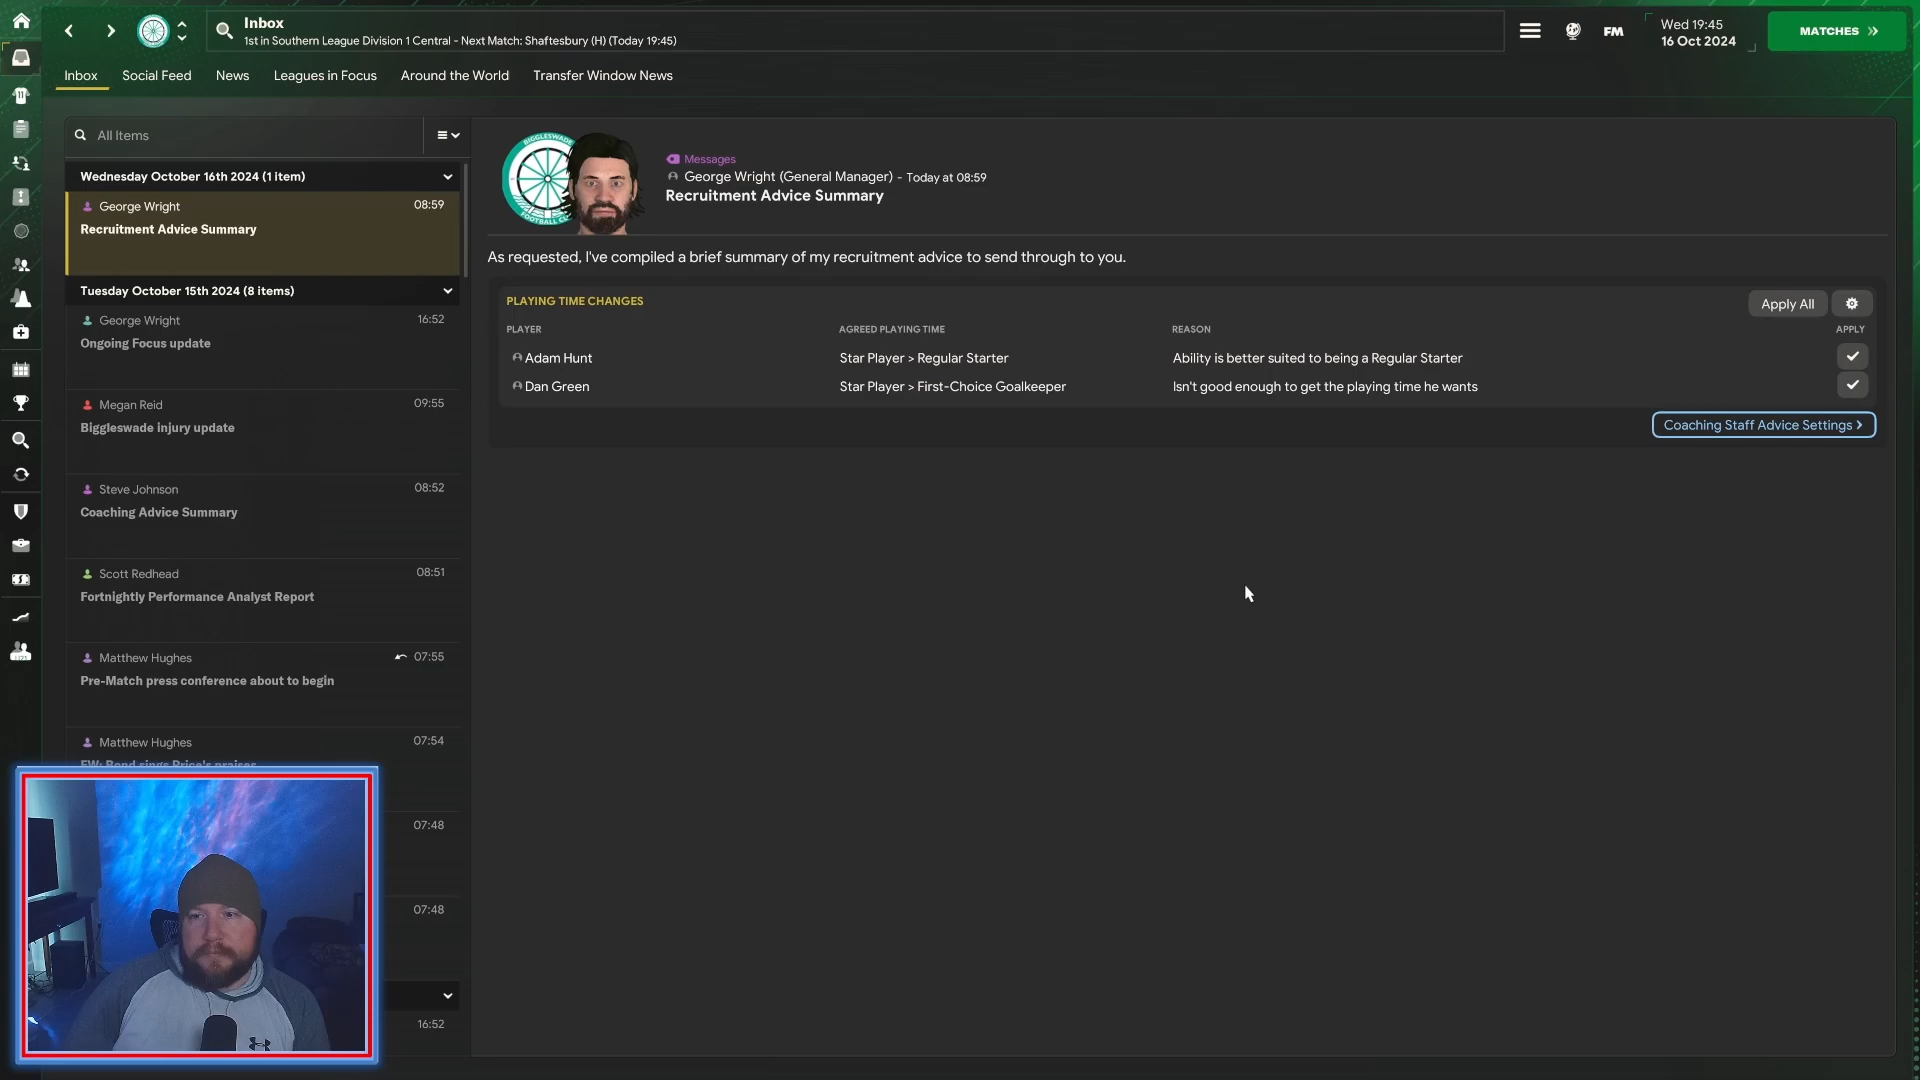 Inbox
1st in Southern League Division 1 Central - Next Match: Shaftesbury (H) (Today 19:45)
FM
Wed 19:45
16 Oct 2024
MATCHES
Inbox
Social Feed
News
Leagues in Focus
Around the World
Transfer Window News
All Items
Wednesday October 16th 2024 (1 item)
George Wright
08:59
Recruitment Advice Summary
Tuesday October 15th 2024 (8 items)
George Wright
16:52
Ongoing Focus update
Megan Reid
09:55
Biggleswade injury update
Steve Johnson
08:52
Coaching Advice Summary
Scott Redhead
08:51
Fortnightly Performance Analyst Report
Matthew Hughes
07:55
Pre-Match press conference about to begin
Matthew Hughes
07:54
FW: Bond sings Price's praises
07:48
07:48
16:52
BIGGLESWADE
FOOTBALL
Messages
George Wright (General Manager) - Today at 08:59
Recruitment Advice Summary
As requested, I've compiled a brief summary of my recruitment advice to send through to you.
PLAYING TIME CHANGES
Apply All
PLAYER
AGREED PLAYING TIME
REASON
APPLY
Adam Hunt
Star Player > Regular Starter
Ability is better suited to being a Regular Starter
Dan Green
Star Player > First-Choice Goalkeeper
Isn't good enough to get the playing time he wants
Coaching Staff Advice Settings >